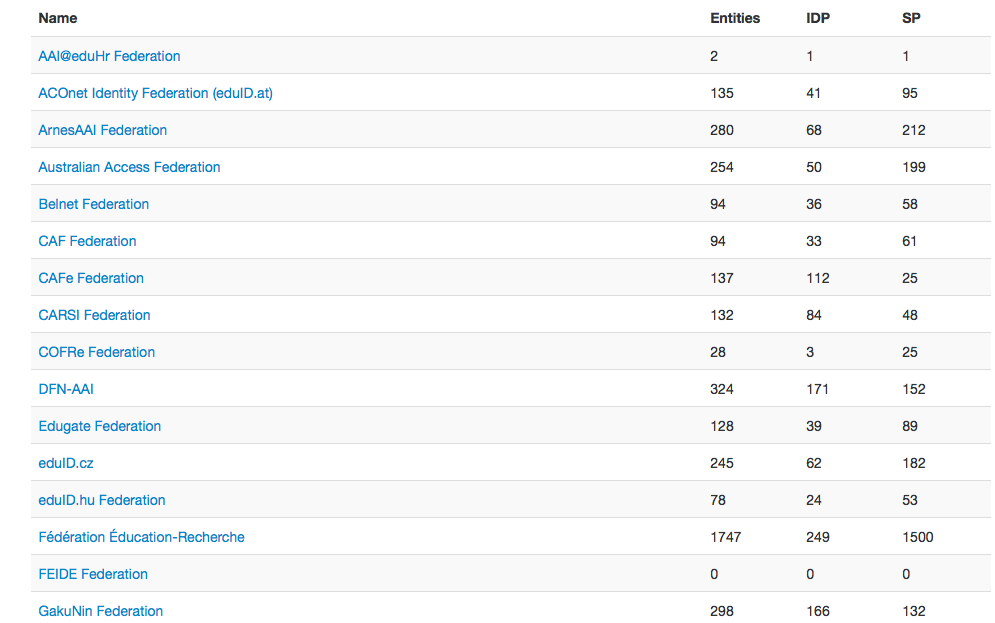 Name Entities IDP SP
AAI@eduHr Federation 2 1 1
ACOnet Identity Federation (eduID.at) 135 41 95
ArnesAAI Federation 280 68 212
Australian Access Federation 254 50 199
Belnet Federation 94 36 58
CAF Federation 94 33 61
CAFe Federation 137 112 25
CARSI Federation 132 84 48
COFRe Federation 28 3 25
DFN-AAI 324 171 152
Edugate Federation 128 39 89
eduID.cz 245 62 182
eduID.hu Federation 78 24 53
Fédération Éducation-Recherche 1747 249 1500
FEIDE Federation 0 0 0
GakuNin Federation 298 166 132